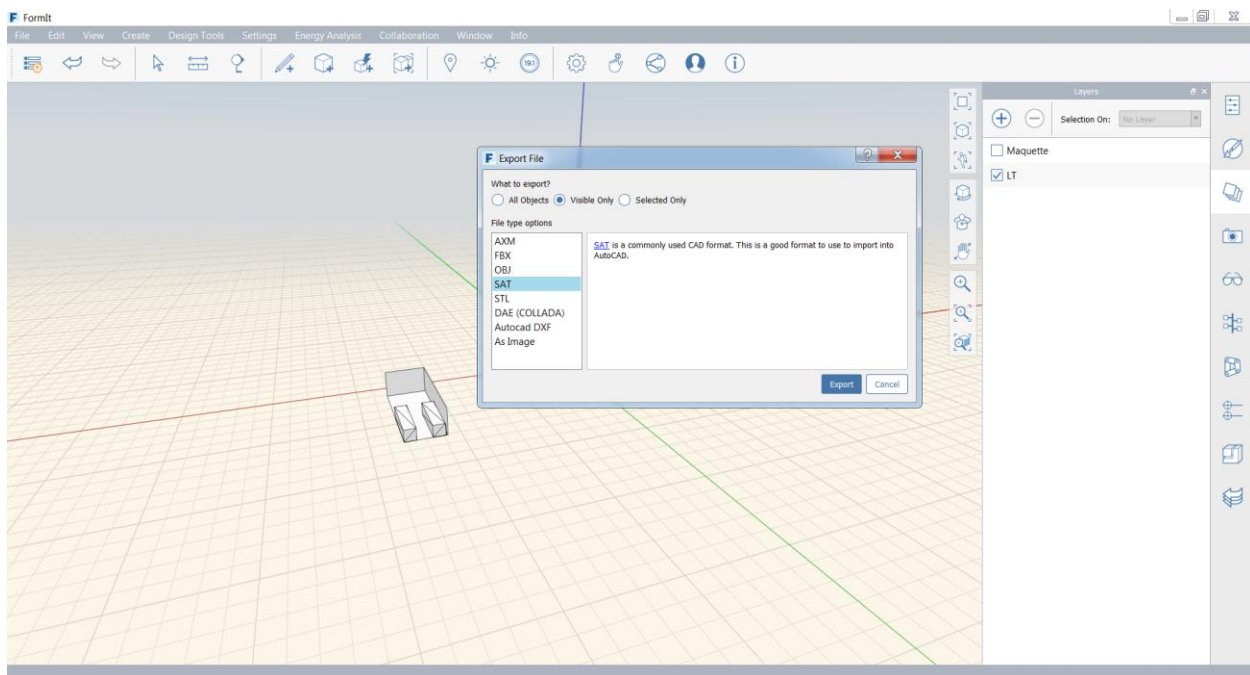 FormIt
File Edit View Create Design Tools Settings Energy Analysis Collaboration Window Info
19.1
Layers
Selection On: No Layer
Maquette
LT
Export File
What to export?
All Objects Visible Only Selected Only
File type options
AXM
FBX
OBJ
SAT
STL
DAE (COLLADA)
Autocad DXF
As Image
SAT is a commonly used CAD format. This is a good format to use to import into
AutoCAD.
Export Cancel